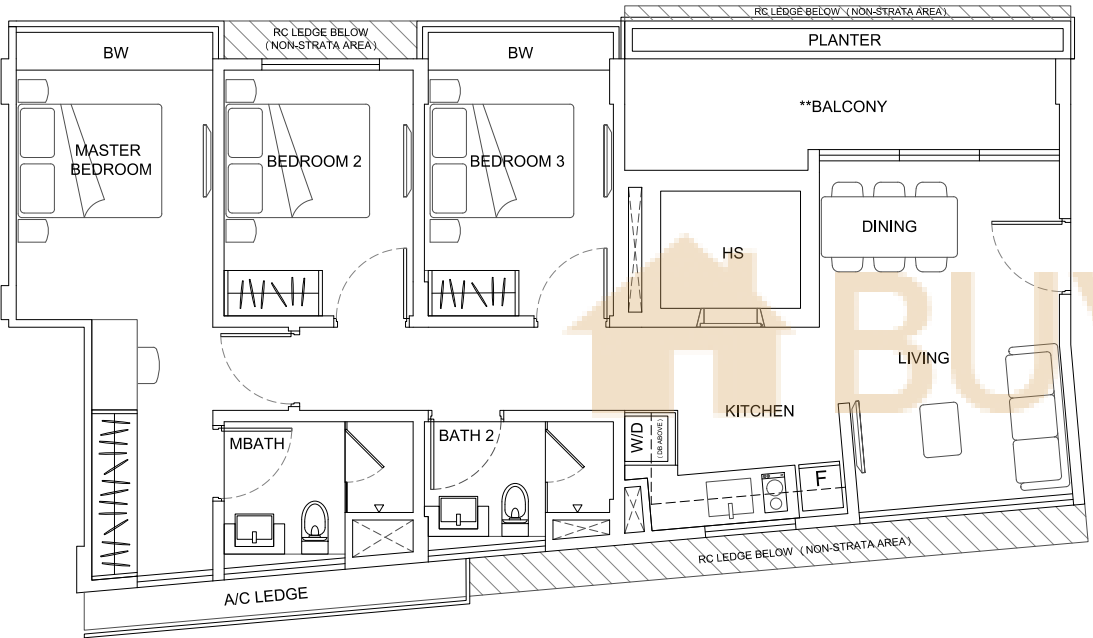 RC LEDGE BELOW ( NON-STRATA AREA )
RC LEDGE BELOW
( NON-STRATA AREA )
PLANTER
BW
BW
**BALCONY
MASTER
BEDROOM
BEDROOM 2
BEDROOM 3
DINING
HS
BUY
LIVING
KITCHEN
MBATH
BATH 2
W/D
( DB ABOVE )
F
RC LEDGE BELOW ( NON-STRATA AREA )
A/C LEDGE